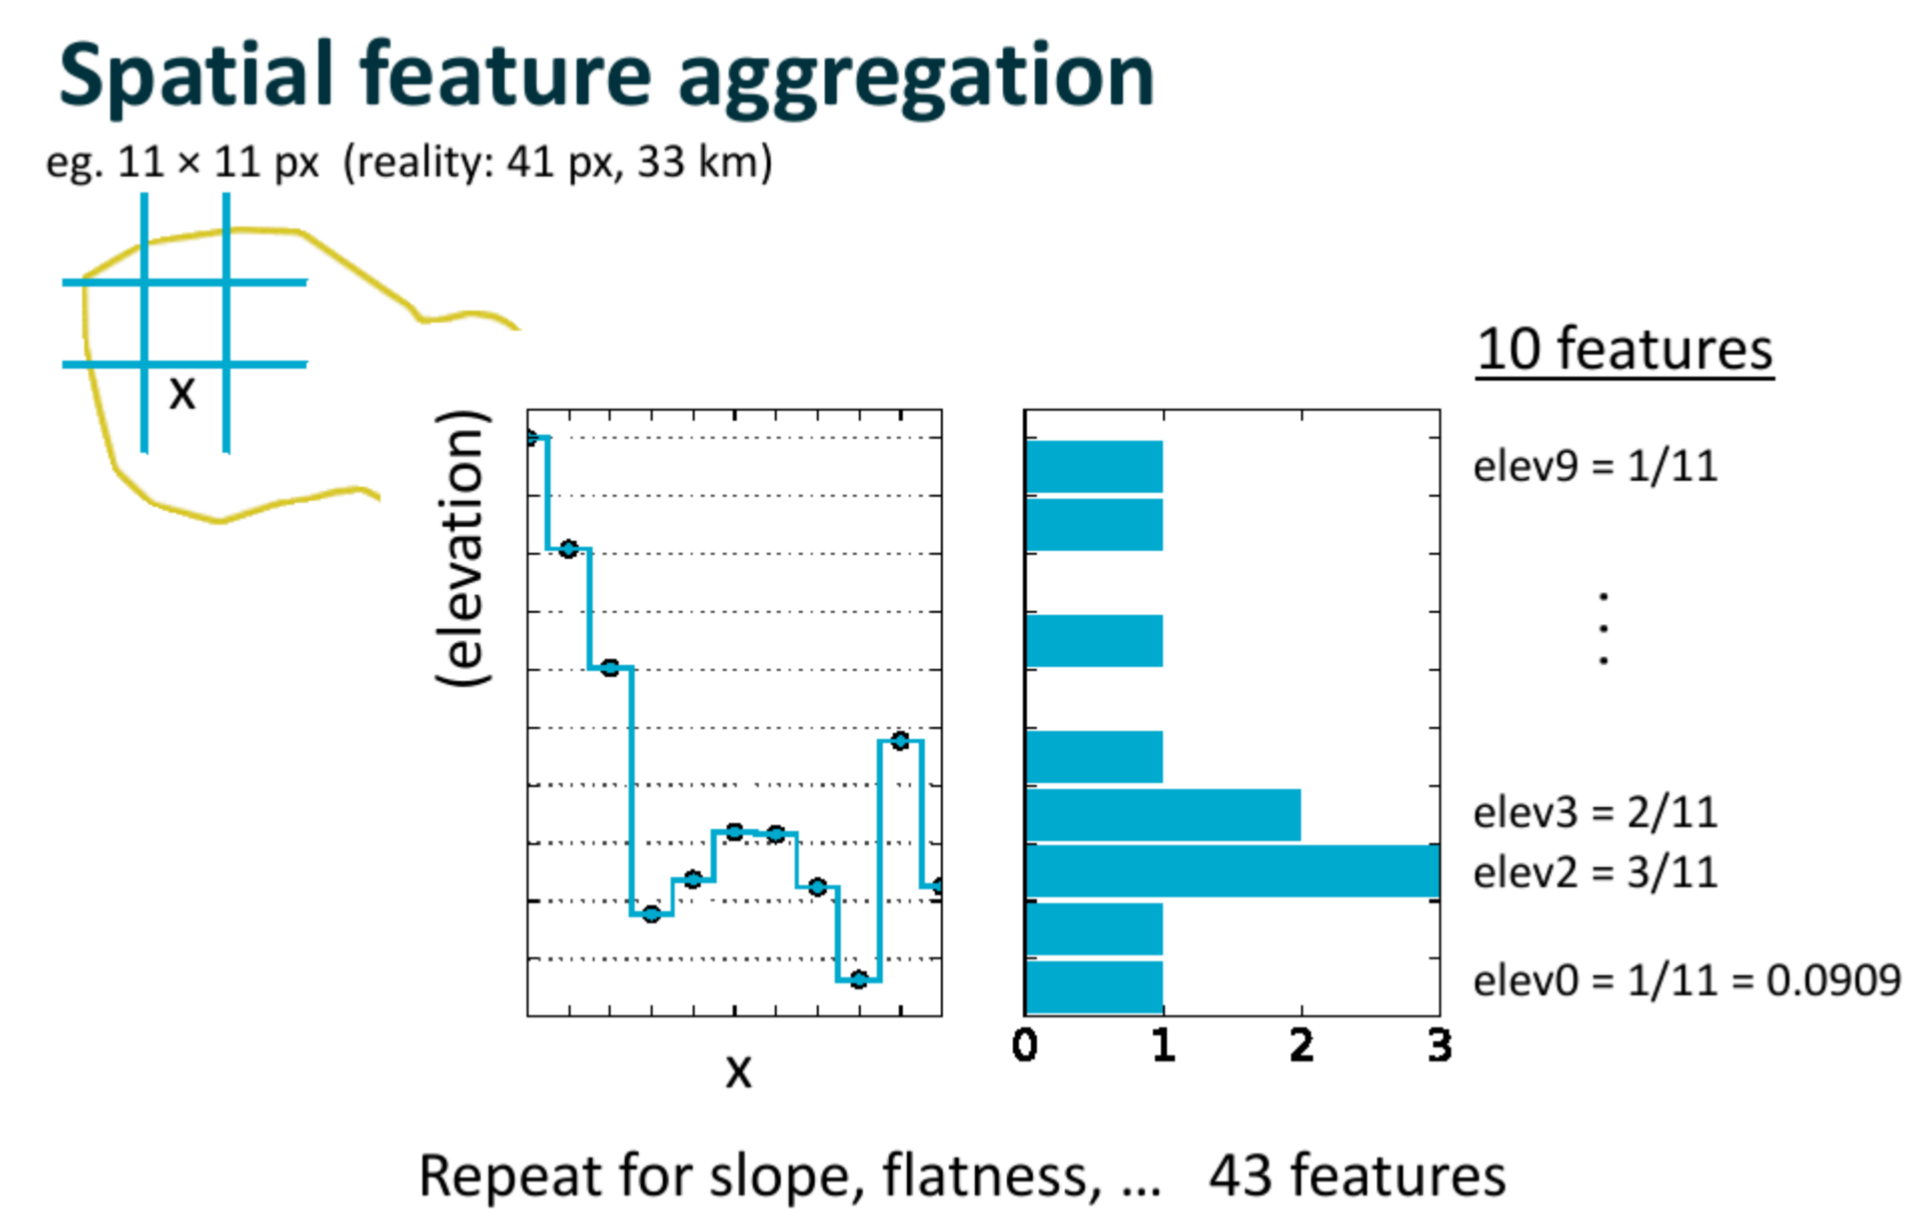 Spatial feature aggregation
eg. 11 × 11 px (reality: 41 px, 33 km)
x
(elevation)
x
0 1 2 3
10 features
elev9 = 1/11
⋮
elev3 = 2/11
elev2 = 3/11
elev0 = 1/11 = 0.0909
Repeat for slope, flatness, ... 43 features